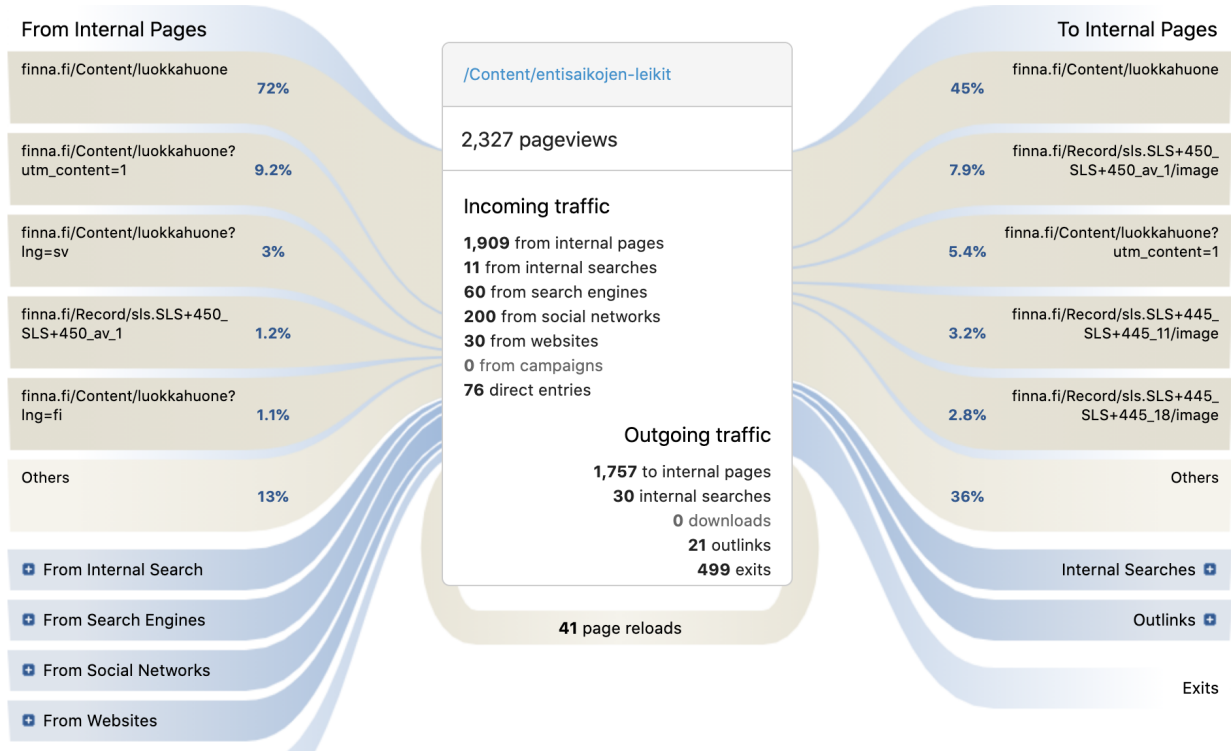 From Internal Pages
finna.fi/Content/luokkahuone
72%
finna.fi/Content/luokkahuone?
utm_content=1
9.2%
finna.fi/Content/luokkahuone?
lng=sv
3%
finna.fi/Record/sls.SLS+450_
SLS+450_av_1
1.2%
finna.fi/Content/luokkahuone?
lng=fi
1.1%
Others
13%
From Internal Search
From Search Engines
From Social Networks
From Websites
/Content/entisaikojen-leikit
2,327 pageviews
Incoming traffic
1,909 from internal pages
11 from internal searches
60 from search engines
200 from social networks
30 from websites
0 from campaigns
76 direct entries
Outgoing traffic
1,757 to internal pages
30 internal searches
0 downloads
21 outlinks
499 exits
41 page reloads
To Internal Pages
finna.fi/Content/luokkahuone
45%
finna.fi/Record/sls.SLS+450_
SLS+450_av_1/image
7.9%
finna.fi/Content/luokkahuone?
utm_content=1
5.4%
finna.fi/Record/sls.SLS+445_
SLS+445_11/image
3.2%
finna.fi/Record/sls.SLS+445_
SLS+445_18/image
2.8%
Others
36%
Internal Searches
Outlinks
Exits